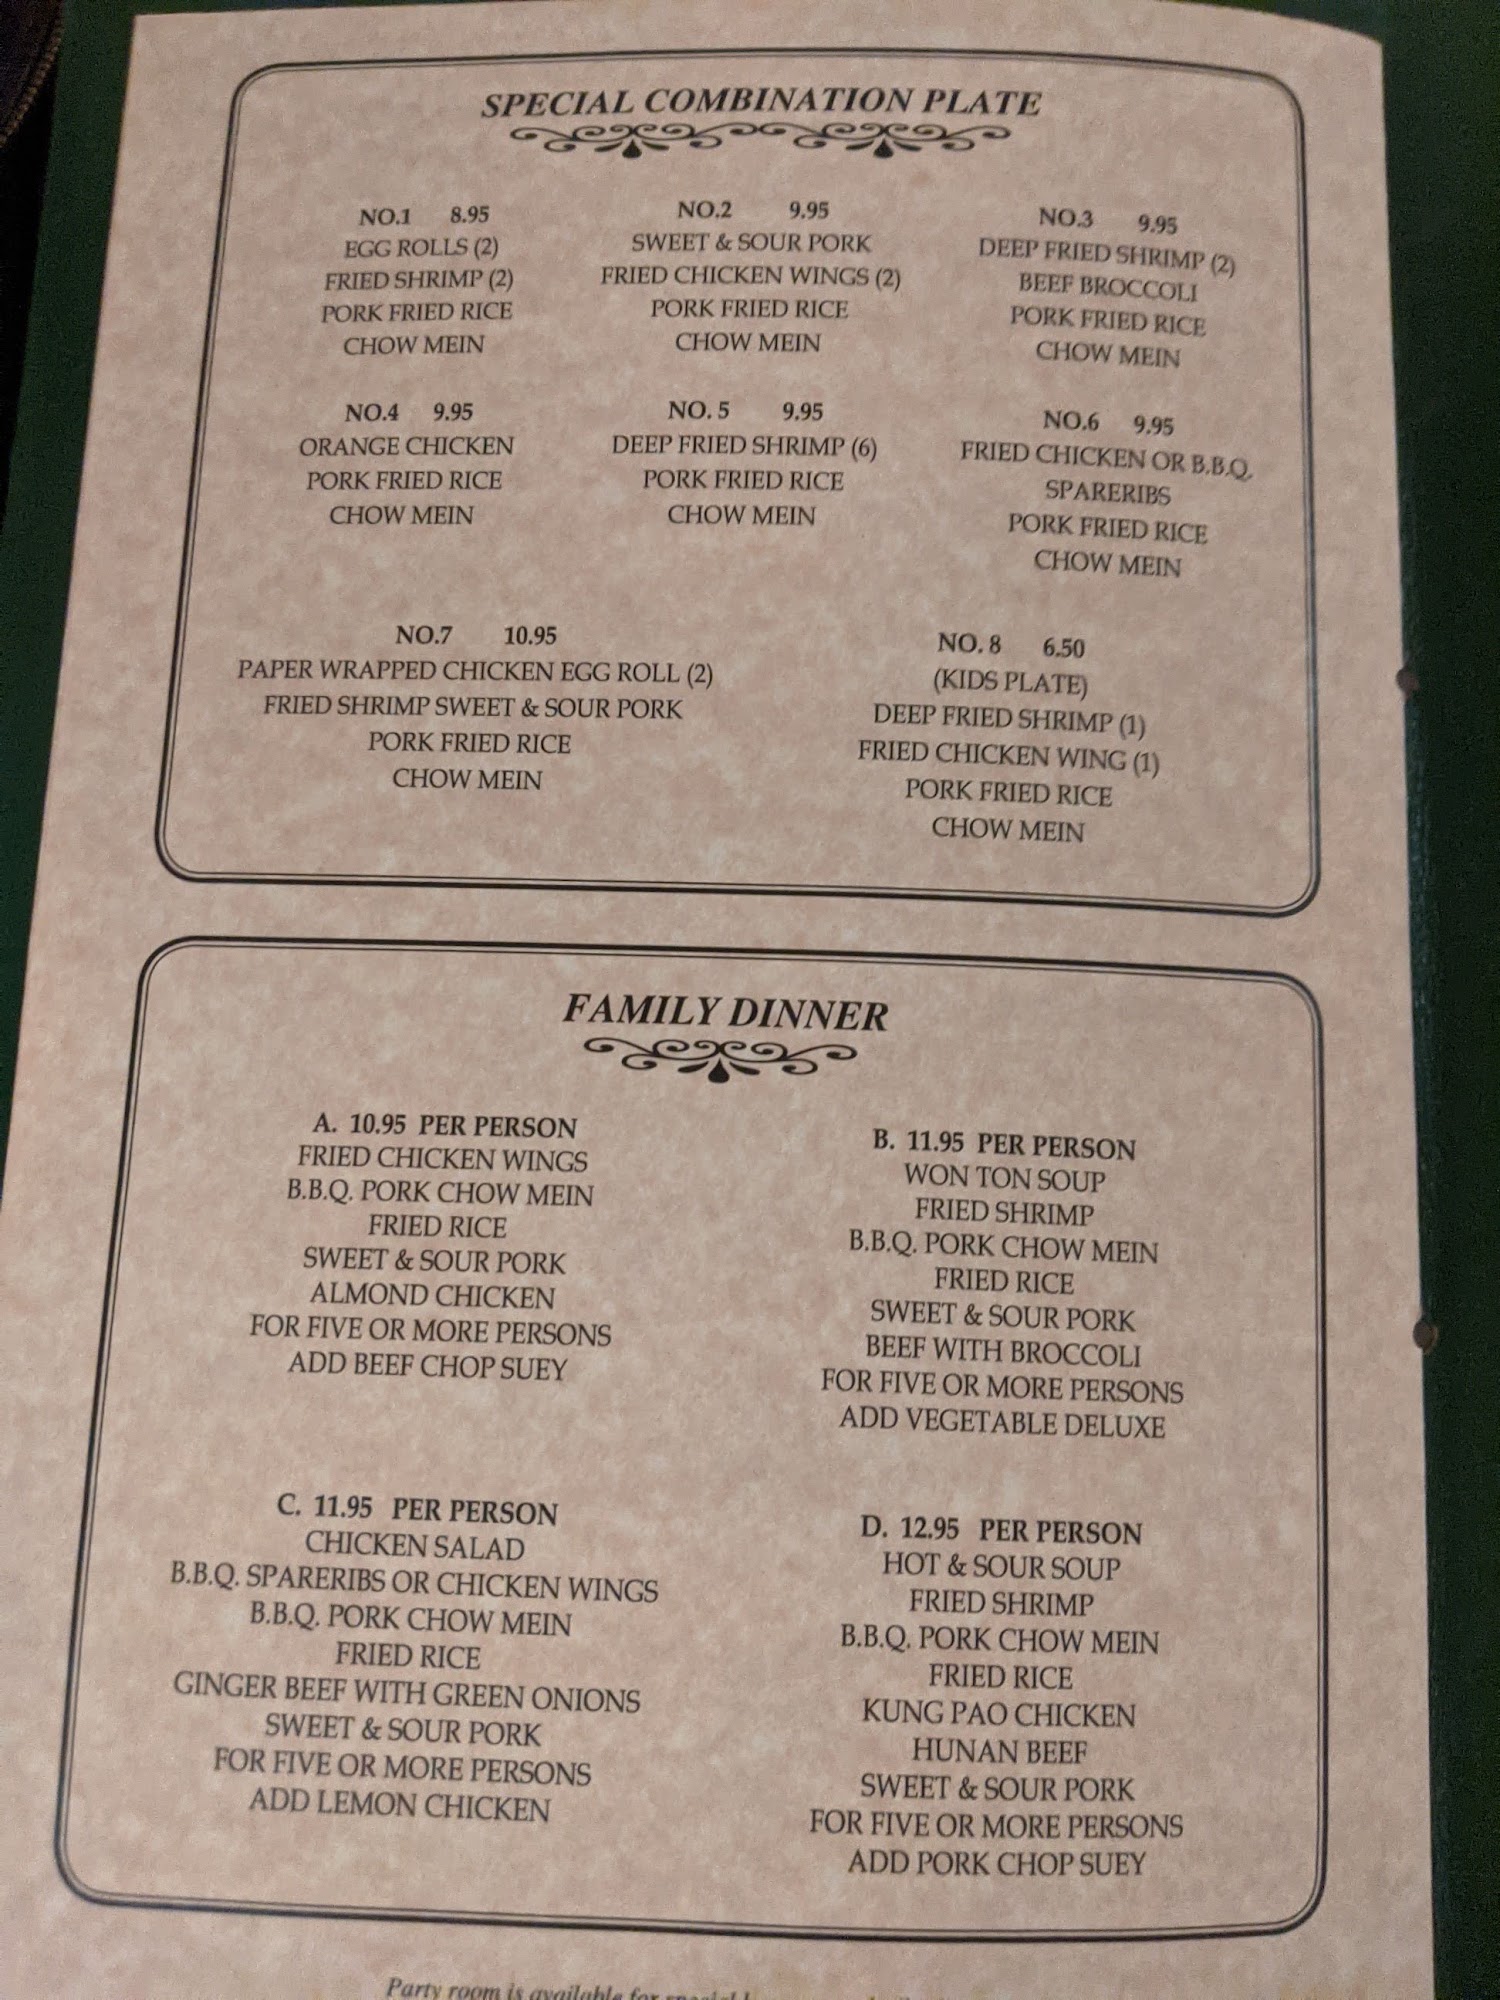 SPECIAL COMBINATION PLATE
NO.1 8.95
EGG ROLLS (2)
FRIED SHRIMP (2)
PORK FRIED RICE
CHOW MEIN
NO.2 9.95
SWEET & SOUR PORK
FRIED CHICKEN WINGS (2)
PORK FRIED RICE
CHOW MEIN
NO.3 9.95
DEEP FRIED SHRIMP (2)
BEEF BROCCOLI
PORK FRIED RICE
CHOW MEIN
NO.4 9.95
ORANGE CHICKEN
PORK FRIED RICE
CHOW MEIN
NO. 5 9.95
DEEP FRIED SHRIMP (6)
PORK FRIED RICE
CHOW MEIN
NO.6 9.95
FRIED CHICKEN OR B.B.Q.
SPARERIBS
PORK FRIED RICE
CHOW MEIN
NO.7 10.95
PAPER WRAPPED CHICKEN EGG ROLL (2)
FRIED SHRIMP SWEET & SOUR PORK
PORK FRIED RICE
CHOW MEIN
NO. 8 6.50
(KIDS PLATE)
DEEP FRIED SHRIMP (1)
FRIED CHICKEN WING (1)
PORK FRIED RICE
CHOW MEIN
FAMILY DINNER
A. 10.95 PER PERSON
FRIED CHICKEN WINGS
B.B.Q. PORK CHOW MEIN
FRIED RICE
SWEET & SOUR PORK
ALMOND CHICKEN
FOR FIVE OR MORE PERSONS
ADD BEEF CHOP SUEY
B. 11.95 PER PERSON
WON TON SOUP
FRIED SHRIMP
B.B.Q. PORK CHOW MEIN
FRIED RICE
SWEET & SOUR PORK
BEEF WITH BROCCOLI
FOR FIVE OR MORE PERSONS
ADD VEGETABLE DELUXE
C. 11.95 PER PERSON
CHICKEN SALAD
B.B.Q. SPARERIBS OR CHICKEN WINGS
B.B.Q. PORK CHOW MEIN
FRIED RICE
GINGER BEEF WITH GREEN ONIONS
SWEET & SOUR PORK
FOR FIVE OR MORE PERSONS
ADD LEMON CHICKEN
D. 12.95 PER PERSON
HOT & SOUR SOUP
FRIED SHRIMP
B.B.Q. PORK CHOW MEIN
FRIED RICE
KUNG PAO CHICKEN
HUNAN BEEF
SWEET & SOUR PORK
FOR FIVE OR MORE PERSONS
ADD PORK CHOP SUEY
Party room is available for